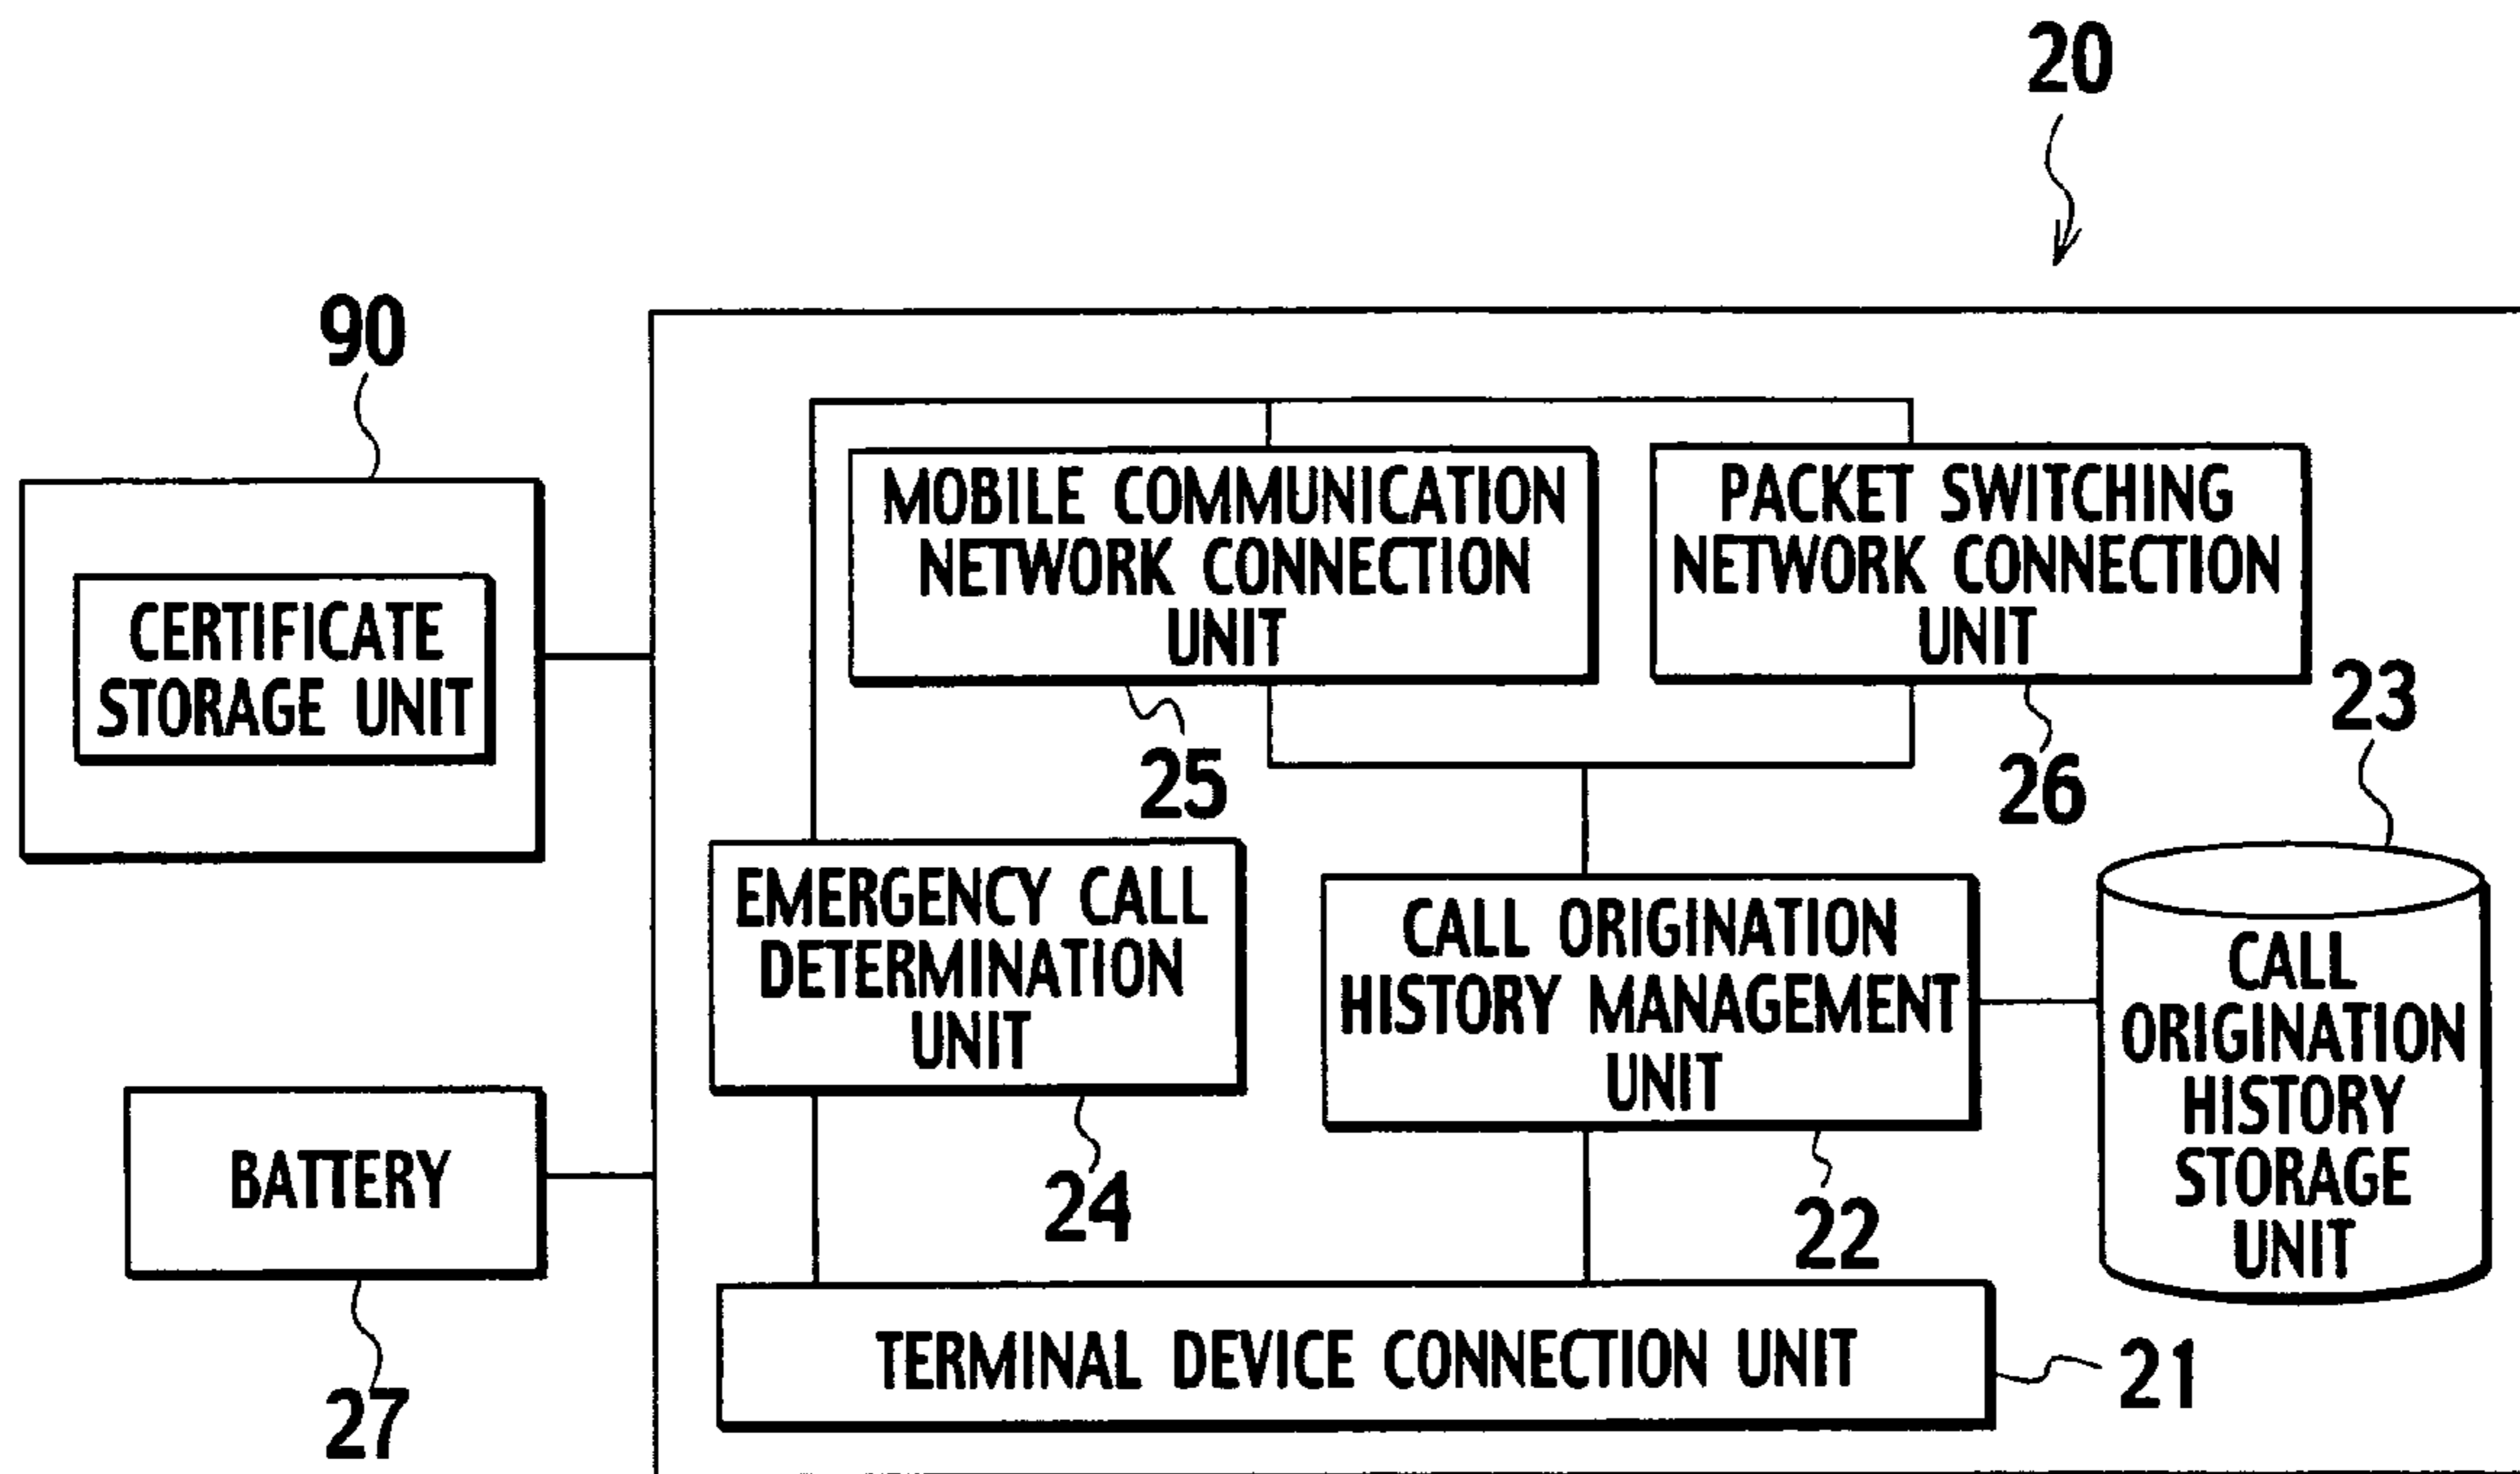 20
90
CERTIFICATE
STORAGE UNIT
MOBILE COMMUNICATION
NETWORK CONNECTION
UNIT
25
PACKET SWITCHING
NETWORK CONNECTION
UNIT
26
23
EMERGENCY CALL
DETERMINATION
UNIT
24
CALL ORIGINATION
HISTORY MANAGEMENT
UNIT
22
CALL
ORIGINATION
HISTORY
STORAGE
UNIT
BATTERY
27
TERMINAL DEVICE CONNECTION UNIT
21